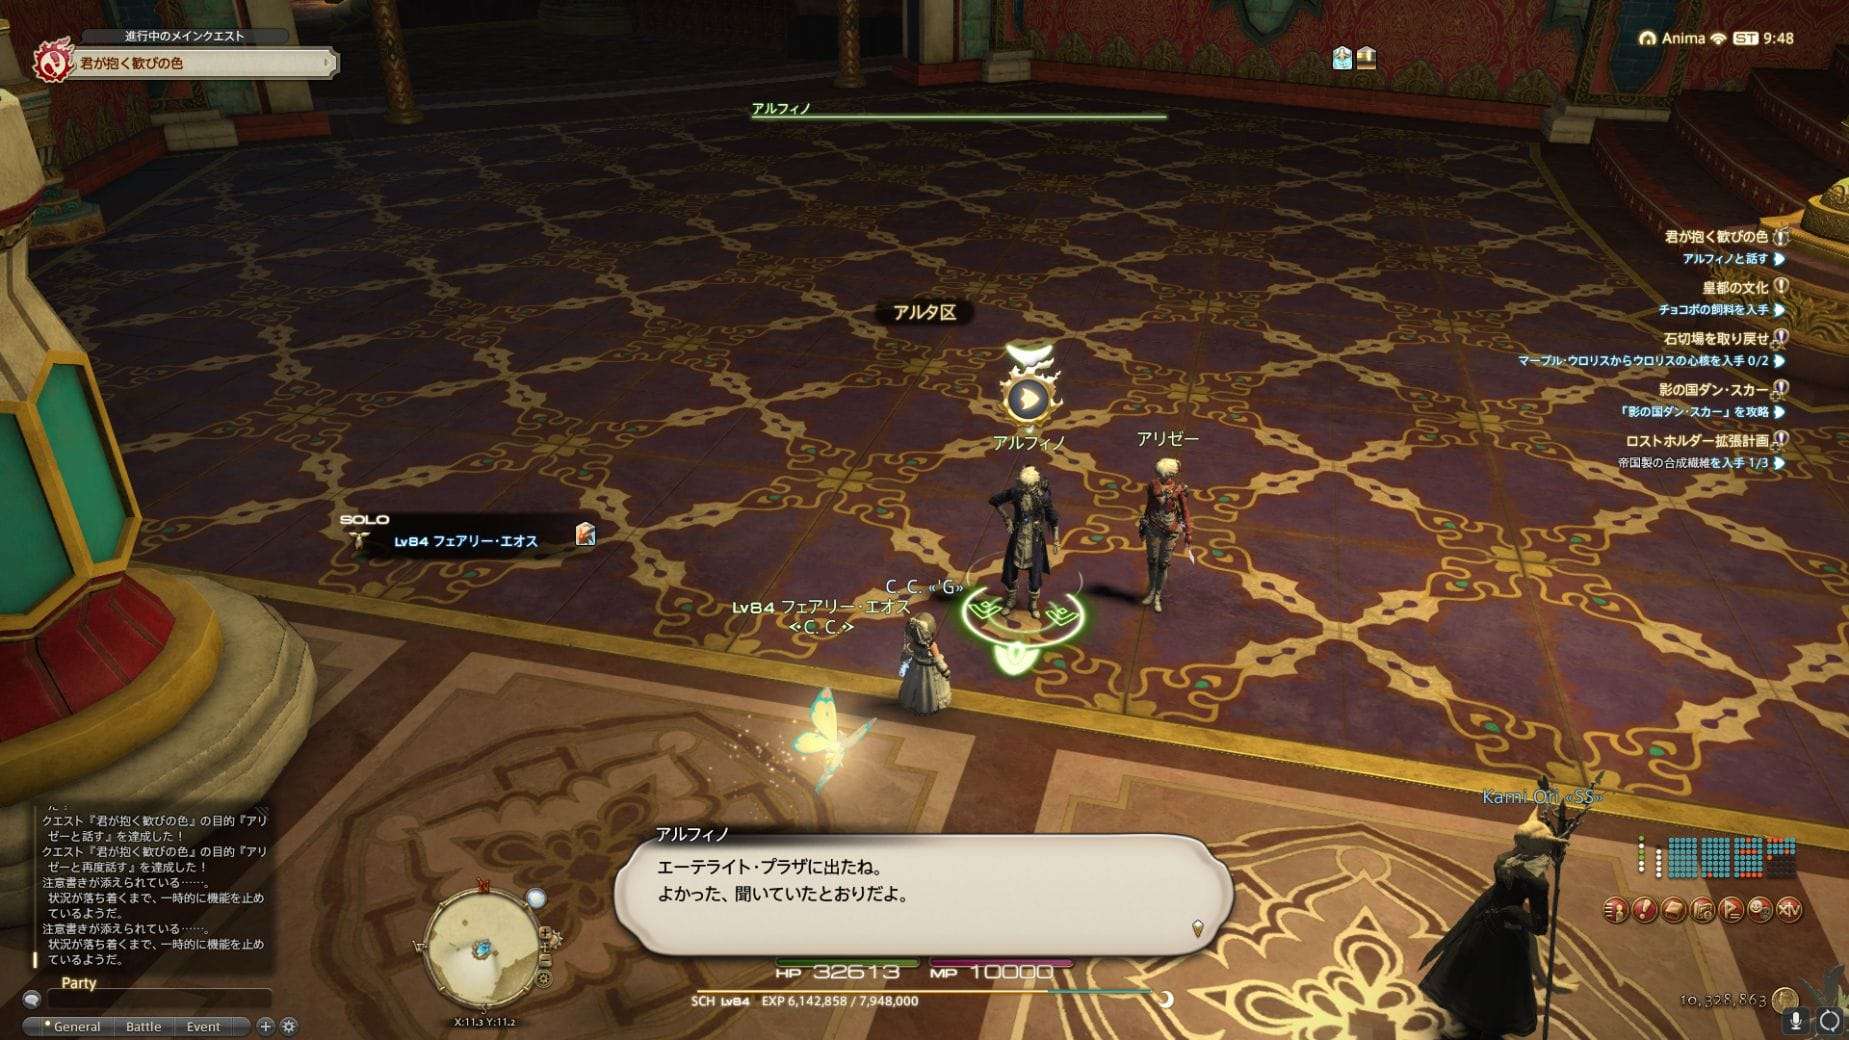 進行中のメインクエスト
君が抱く歓びの色
Anima ST 9:48
アルフィノ
君が抱く歓びの色
アルフィノと話す
皇都の文化
チョコボの飼料を入手
石切場を取り戻せ
マーブル・ウロリスからウロリスの心核を入手 0/2
影の国ダン・スカー
「影の国ダン・スカー」を攻略
ロストホルダー拡張計画
帝国製の合成繊維を入手 1/3
アルタ区
アルフィノ
アリゼー
SOLO
Lv84 フェアリー・エオス
C. C. «'G»
Lv84 フェアリー・エオス
<C. C.>
Kami Ori «SS»
た！
クエスト『君が抱く歓びの色』の目的『アリ
ゼーと話す』を達成した！
クエスト『君が抱く歓びの色』の目的『アリ
ゼーと再度話す』を達成した！
注意書きが添えられている……。
状況が落ち着くまで、一時的に機能を止め
ているようだ。
注意書きが添えられている……。
状況が落ち着くまで、一時的に機能を止め
ているようだ。
Party
General Battle Event
X:11.3 Y:11.2
アルフィノ
エーテライト・プラザに出たね。
よかった、聞いていたとおりだよ。
HP 32613 MP 10000
SCH Lv84 EXP 6,142,858 / 7,948,000
XIV
10,328,863